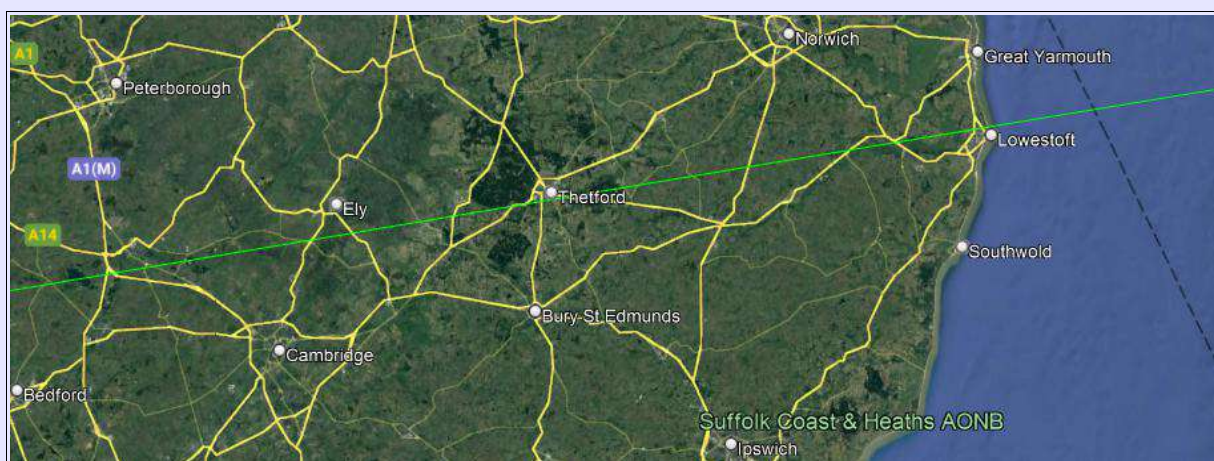 A1
Norwich
Great Yarmouth
Peterborough
Lowestoft
A1(M)
Thetford
Ely
A14
Southwold
Bury St Edmunds
Cambridge
Bedford
Suffolk Coast & Heaths AONB
Ipswich